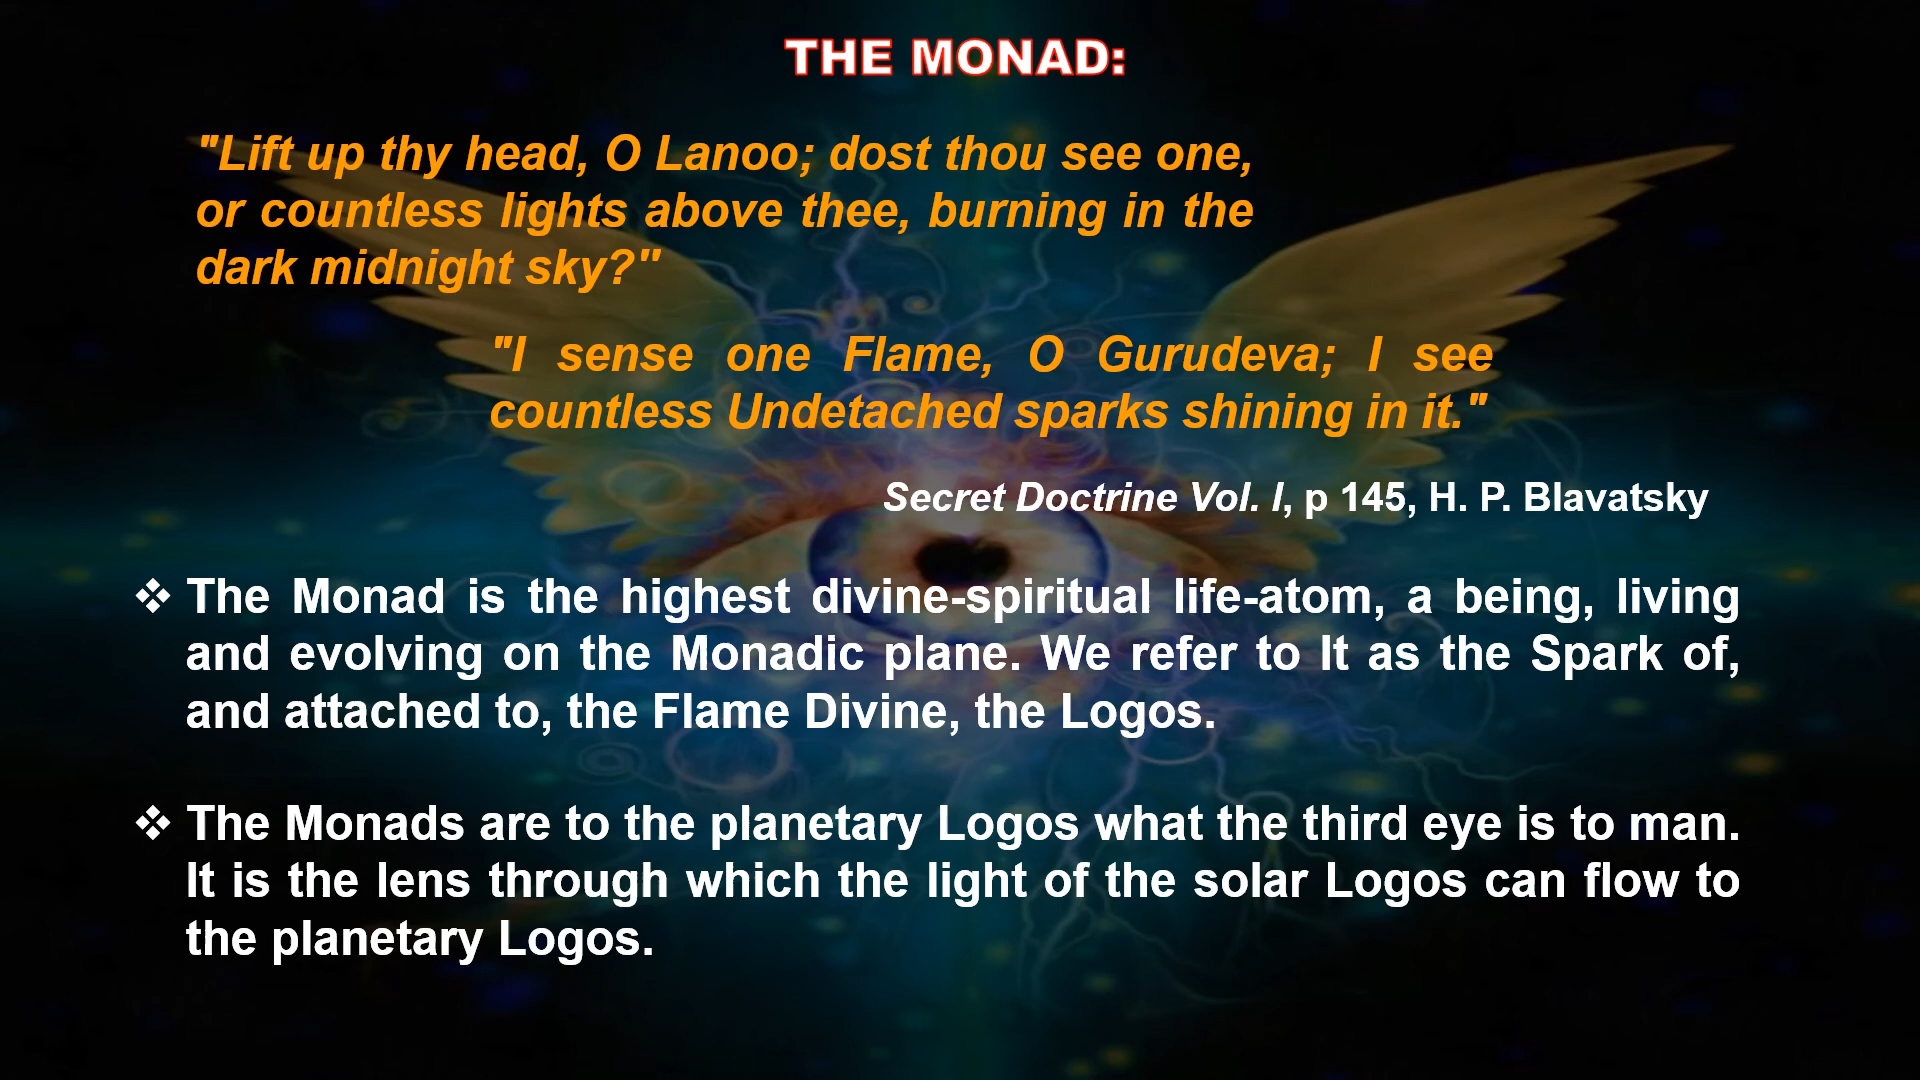 THE MONAD:
"Lift up thy head, O Lanoo; dost thou see one,
or countless lights above thee, burning in the
dark midnight sky?"
"I sense one Flame, O Gurudeva; I see
countless Undetached sparks shining in it."
Secret Doctrine Vol. I, p 145, H. P. Blavatsky
❖ The Monad is the highest divine-spiritual life-atom, a being, living
and evolving on the Monadic plane. We refer to It as the Spark of,
and attached to, the Flame Divine, the Logos.
❖ The Monads are to the planetary Logos what the third eye is to man.
It is the lens through which the light of the solar Logos can flow to
the planetary Logos.